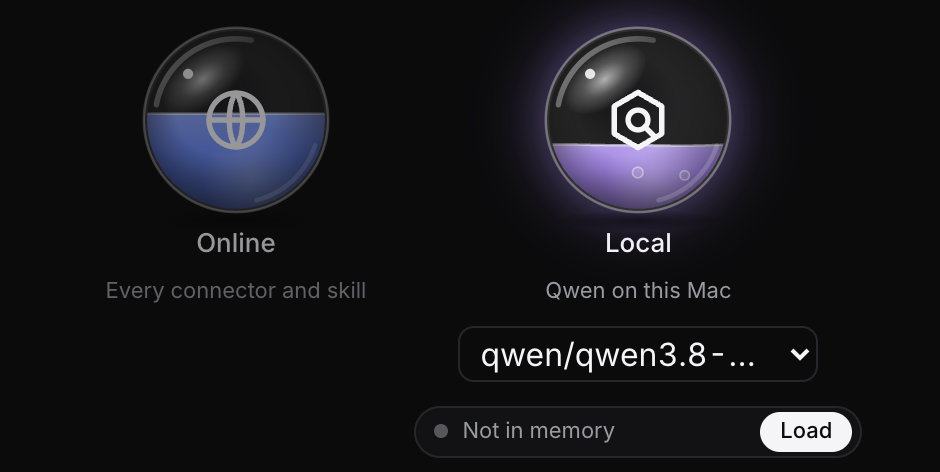 Online
Every connector and skill
Local
Qwen on this Mac
qwen/qwen3.8-...
Not in memory
Load